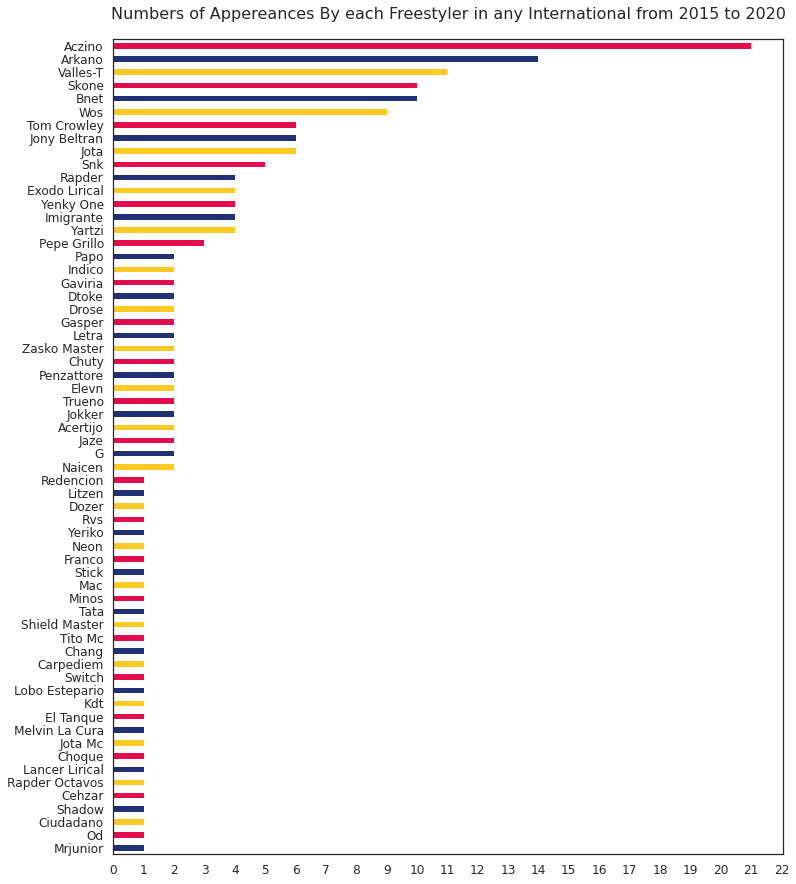 Numbers of Appereances By each Freestyler in any International from 2015 to 2020
Aczino
Arkano
Valles-T
Skone
Bnet
Wos
Tom Crowley
Jony Beltran
Jota
Snk
Rapder
Exodo Lirical
Yenky One
Imigrante
Yartzi
Pepe Grillo
Papo
Indico
Gaviria
Dtoke
Drose
Gasper
Letra
Zasko Master
Chuty
Penzattore
Elevn
Trueno
Jokker
Acertijo
Jaze
G
Naicen
Redencion
Litzen
Dozer
Rvs
Yeriko
Neon
Franco
Stick
Mac
Minos
Tata
Shield Master
Tito Mc
Chang
Carpediem
Switch
Lobo Estepario
Kdt
El Tanque
Melvin La Cura
Jota Mc
Choque
Lancer Lirical
Rapder Octavos
Cehzar
Shadow
Ciudadano
Od
Mrjunior
0 1 2 3 4 5 6 7 8 9 10 11 12 13 14 15 16 17 18 19 20 21 22